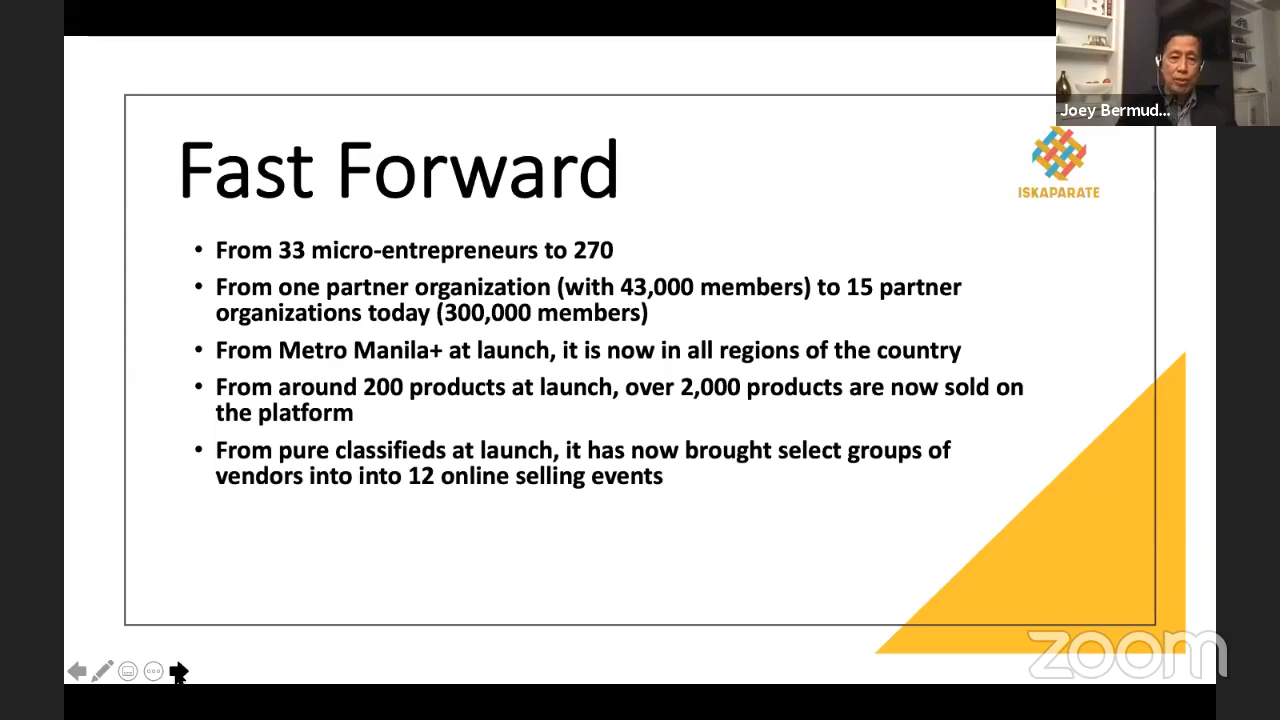 Joey Bermud...
Fast Forward
ISKAPARATE
• From 33 micro-entrepreneurs to 270
• From one partner organization (with 43,000 members) to 15 partner
organizations today (300,000 members)
• From Metro Manila+ at launch, it is now in all regions of the country
• From around 200 products at launch, over 2,000 products are now sold on
the platform
• From pure classifieds at launch, it has now brought select groups of
vendors into into 12 online selling events
zoom